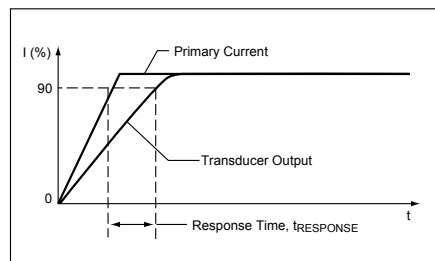 I (%)
Primary Current
90
Transducer Output
0
t
Response Time, tRESPONSE